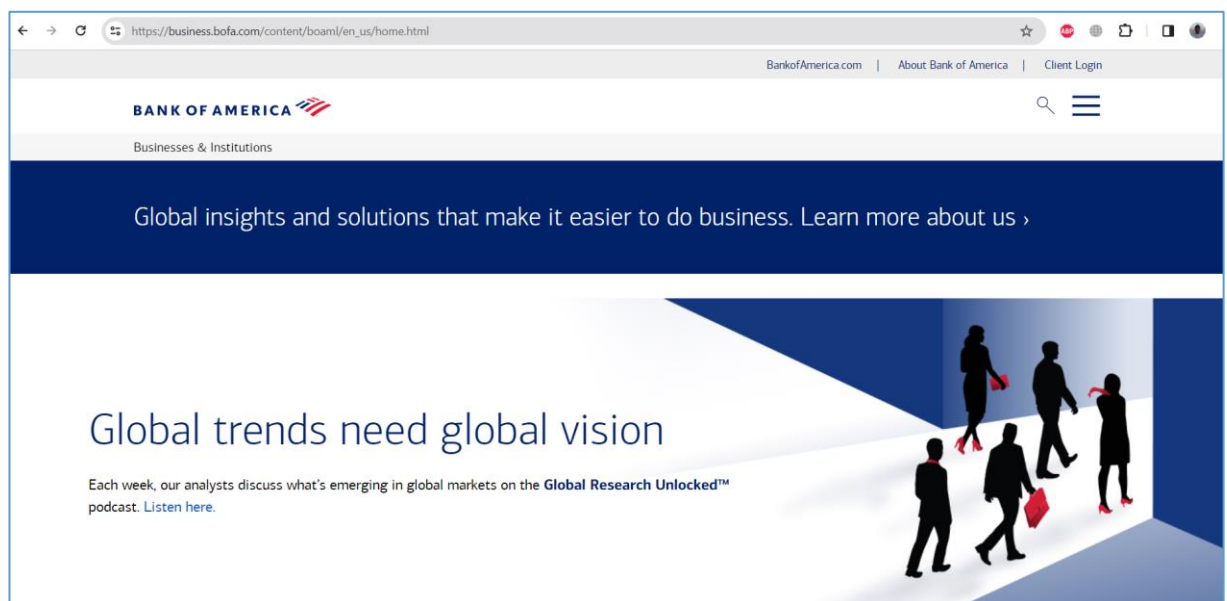 https://business.bofa.com/content/boaml/en_us/home.html
ABP
BankofAmerica.com | About Bank of America | Client Login
BANK OF AMERICA
Businesses & Institutions
Global insights and solutions that make it easier to do business. Learn more about us ›
Global trends need global vision
Each week, our analysts discuss what's emerging in global markets on the Global Research Unlocked™
podcast. Listen here.